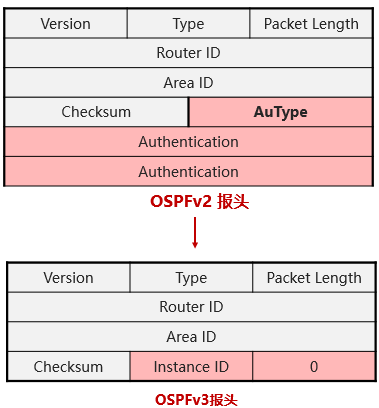 Version Type Packet Length
Router ID
Area ID
Checksum AuType
Authentication
Authentication
OSPFv2 报头
Version Type Packet Length
Router ID
Area ID
Checksum Instance ID 0
OSPFv3报头